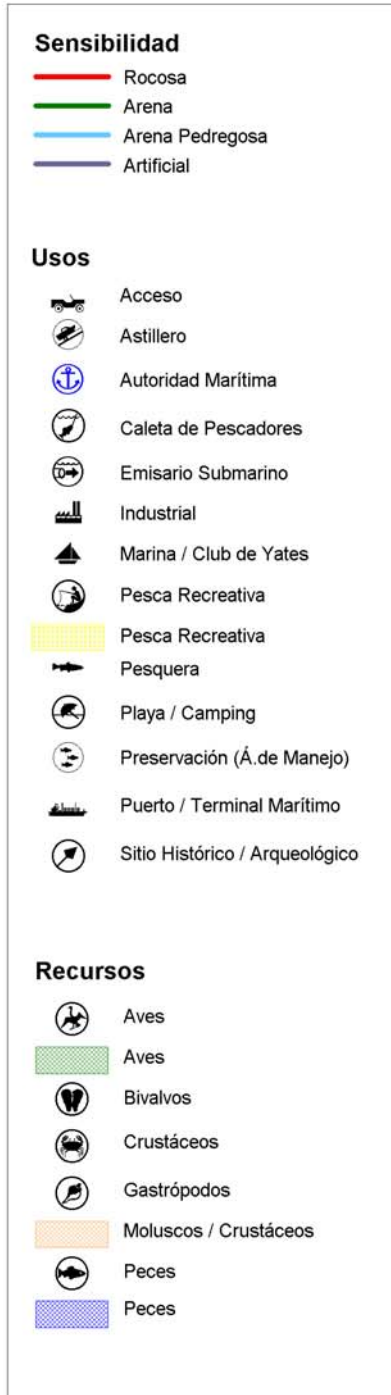 Sensibilidad
Rocosa
Arena
Arena Pedregosa
Artificial
Usos
Acceso
Astillero
Autoridad Marítima
Caleta de Pescadores
Emisario Submarino
Industrial
Marina / Club de Yates
Pesca Recreativa
Pesca Recreativa
Pesquera
Playa / Camping
Preservación (Á.de Manejo)
Puerto / Terminal Marítimo
Sitio Histórico / Arqueológico
Recursos
Aves
Aves
Bivalvos
Crustáceos
Gastrópodos
Moluscos / Crustáceos
Peces
Peces